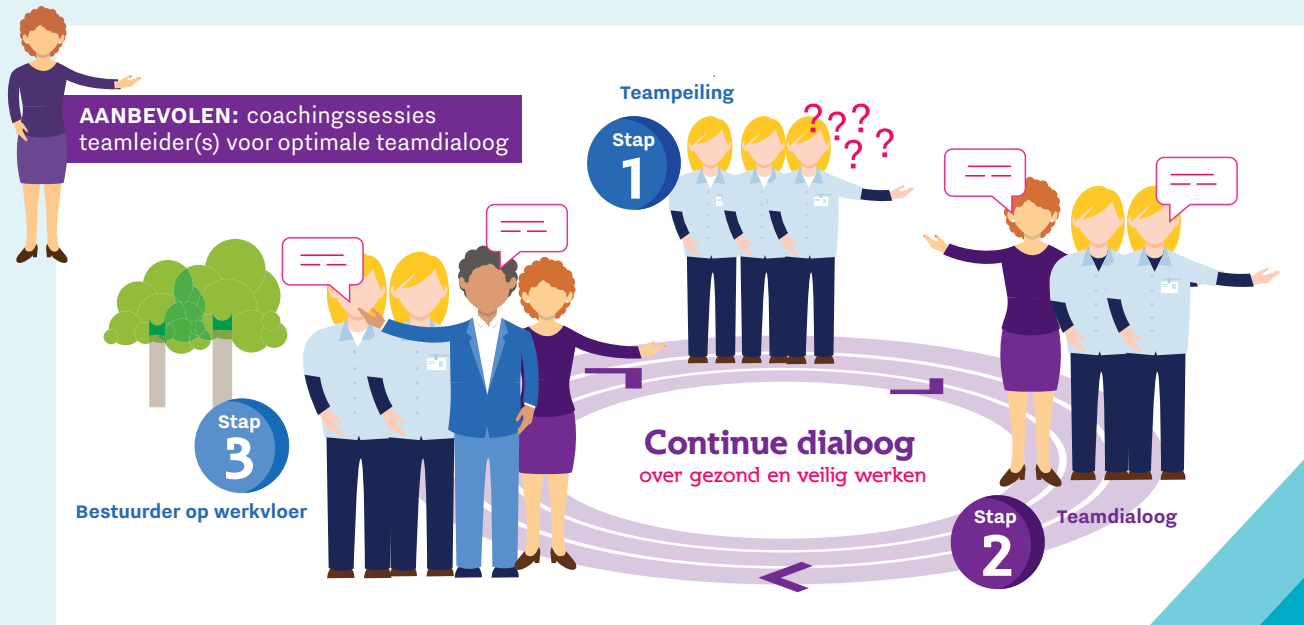 AANBEVOLEN: coachingssessies
teamleider(s) voor optimale teamdialoog
Teampeiling
Stap
1
? ? ? ? ?
Stap
2
Teamdialoog
Stap
3
Bestuurder op werkvloer
Continue dialoog
over gezond en veilig werken